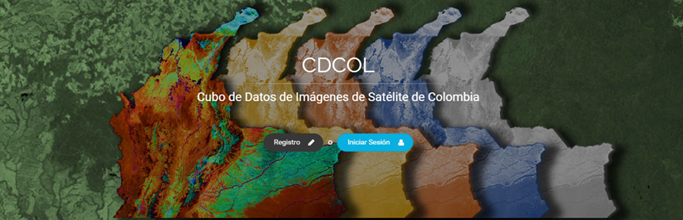 CDCOL
Cubo de Datos de Imágenes de Satélite de Colombia
Registro o Iniciar Sesión